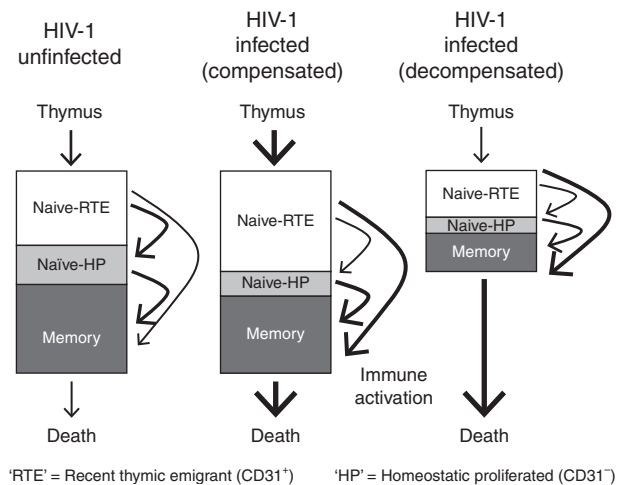 HIV-1
unfinfected
HIV-1
infected
(compensated)
HIV-1
infected
(decompensated)
Thymus
Thymus
Thymus
Naive-RTE
Naïve-HP
Memory
Naive-RTE
Naive-HP
Memory
Naive-RTE
Naive-HP
Memory
Immune
activation
Death
Death
Death
‘RTE’ = Recent thymic emigrant (CD31⁺)
‘HP’ = Homeostatic proliferated (CD31⁻)